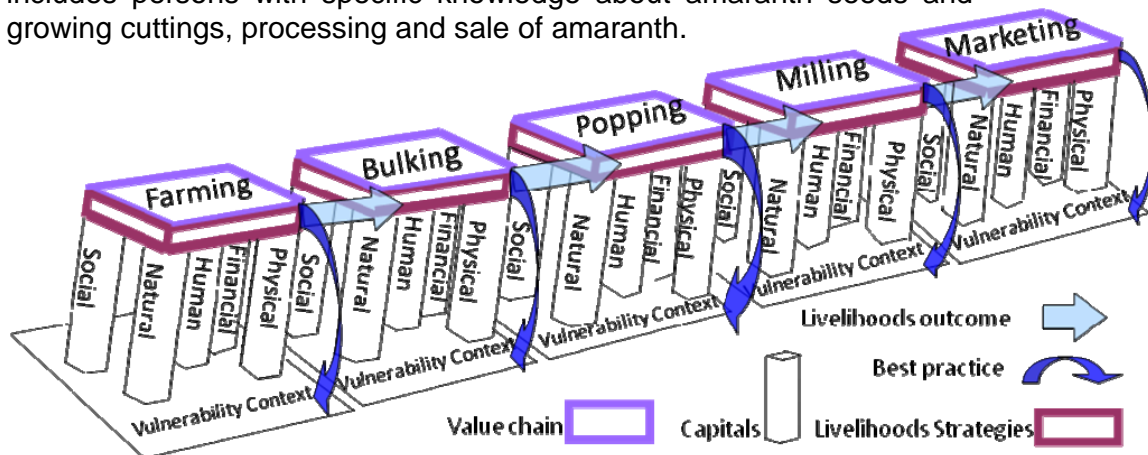 includes persons with specific knowledge about amaranth seeds and
growing cuttings, processing and sale of amaranth.
Farming
Bulking
Popping
Milling
Marketing
Social
Natural
Human
Financial
Physical
Social
Natural
Human
Financial
Physical
Social
Natural
Human
Financial
Physical
Social
Natural
Human
Financial
Physical
Social
Natural
Human
Financial
Physical
Vulnerability Context
Vulnerability Context
Vulnerability Context
Vulnerability Context
Vulnerability Context
Livelihoods outcome
Best practice
Value chain
Capitals
Livelihoods Strategies